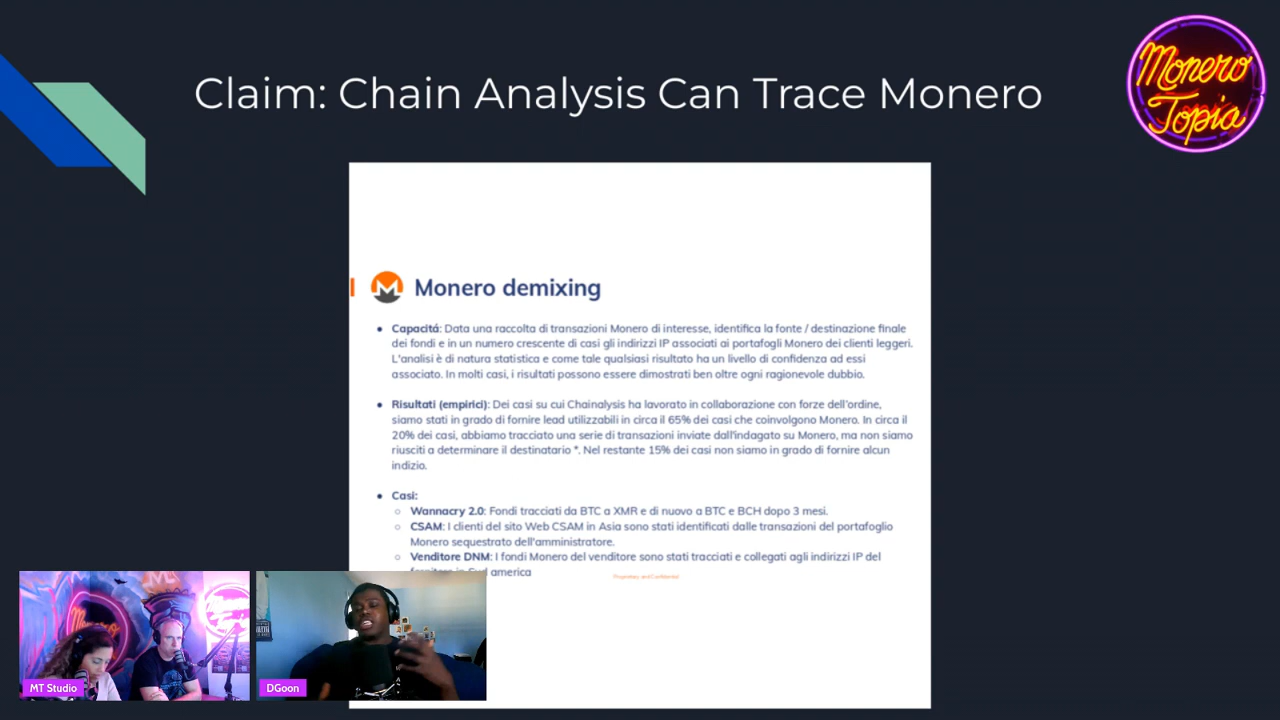 Claim: Chain Analysis Can Trace Monero
Monero
Topia
Monero demixing
Capacitá: Data una raccolta di transazioni Monero di interesse, identifica la fonte / destinazione finale
dei fondi e in un numero crescente di casi gli indirizzi IP associati ai portafogli Monero dei clienti leggeri.
L'analisi è di natura statistica e come tale qualsiasi risultato ha un livello di confidenza ad essi
associato. In molti casi, i risultati possono essere dimostrati ben oltre ogni ragionevole dubbio.
Risultati (empirici): Dei casi su cui Chainalysis ha lavorato in collaborazione con forze dell'ordine,
siamo stati in grado di fornire lead utilizzabili in circa il 65% dei casi che coinvolgono Monero. In circa il
20% dei casi, abbiamo tracciato una serie di transazioni inviate dall'indagato su Monero, ma non siamo
riusciti a determinare il destinatario *. Nel restante 15% dei casi non siamo in grado di fornire alcun
indizio.
Casi:
Wannacry 2.0: Fondi tracciati da BTC a XMR e di nuovo a BTC e BCH dopo 3 mesi.
CSAM: I clienti del sito Web CSAM in Asia sono stati identificati dalle transazioni del portafoglio
Monero sequestrato dell'amministratore.
Venditore DNM: I fondi Monero del venditore sono stati tracciati e collegati agli indirizzi IP del
america
Proprietary and Confidential
MT Studio
DGoon